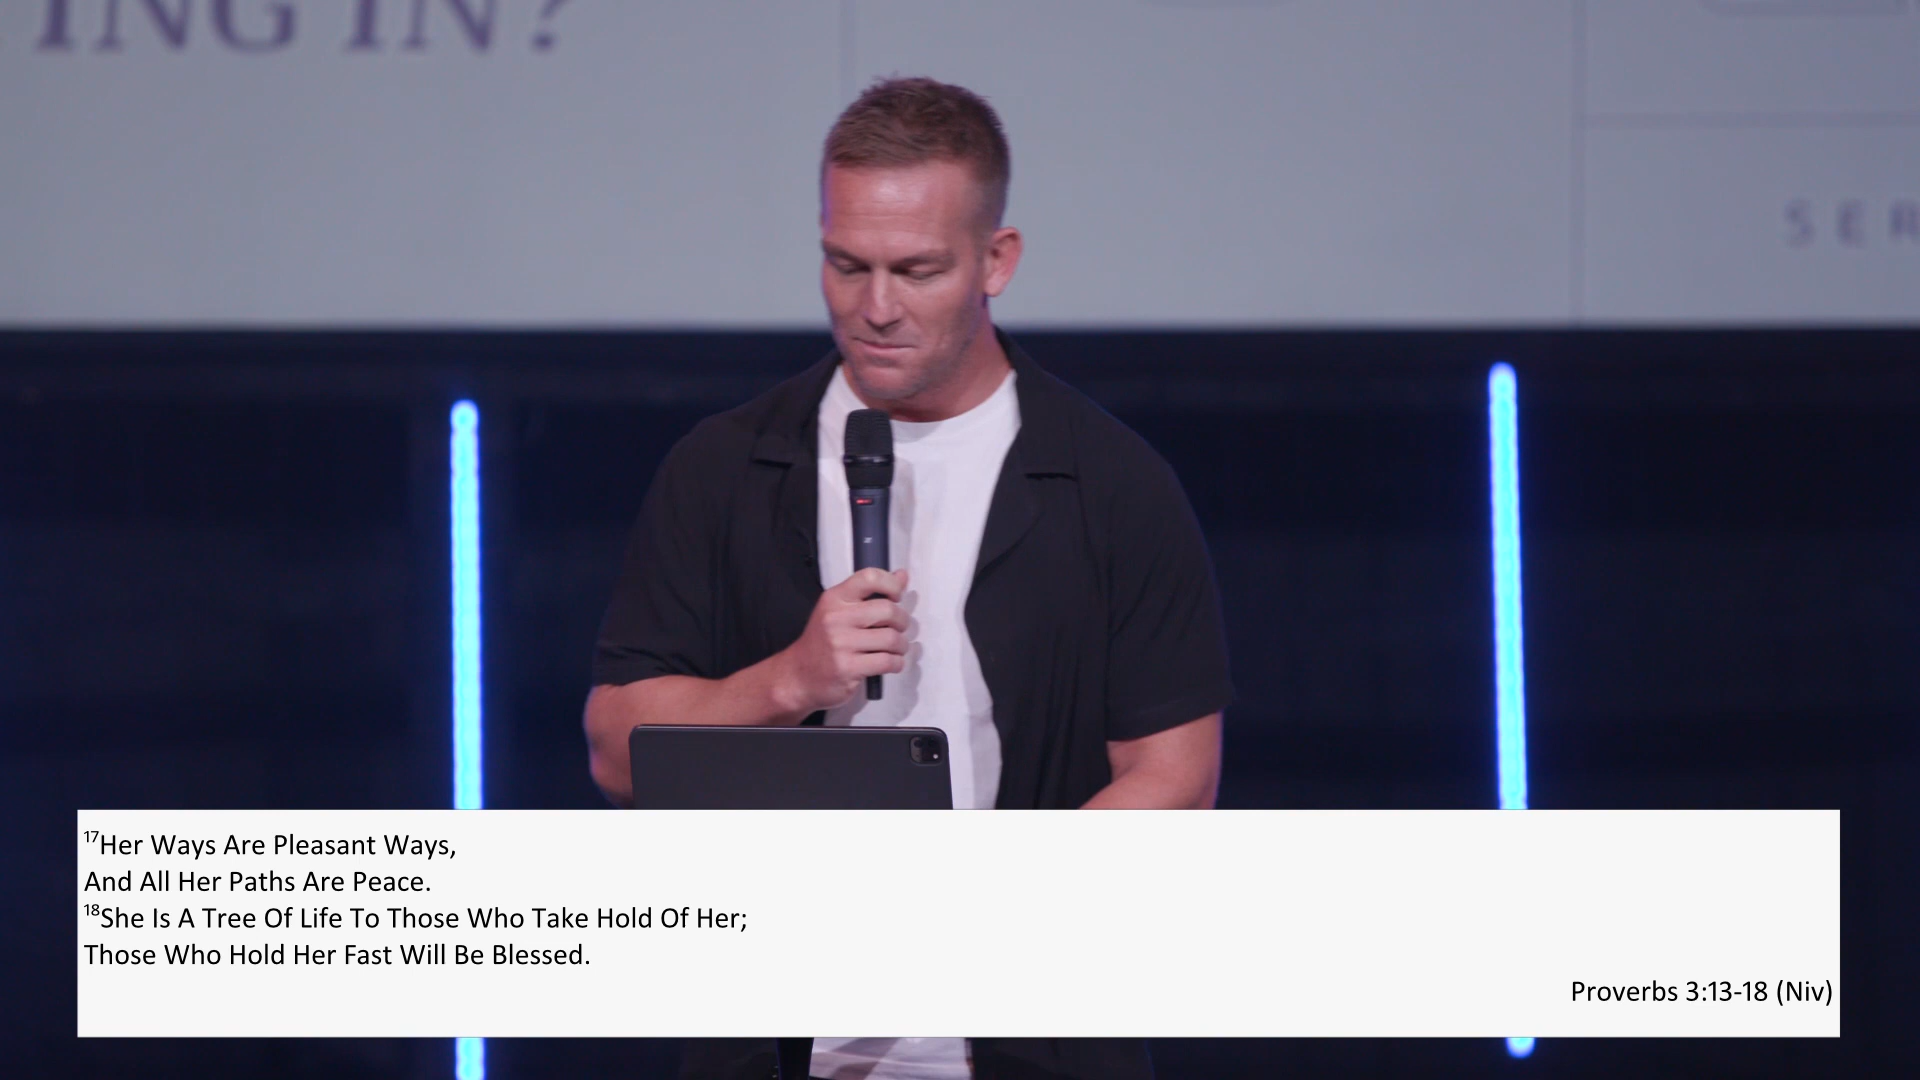 ING IN?
SER
¹⁷Her Ways Are Pleasant Ways,
And All Her Paths Are Peace.
¹⁸She Is A Tree Of Life To Those Who Take Hold Of Her;
Those Who Hold Her Fast Will Be Blessed.
Proverbs 3:13-18 (Niv)